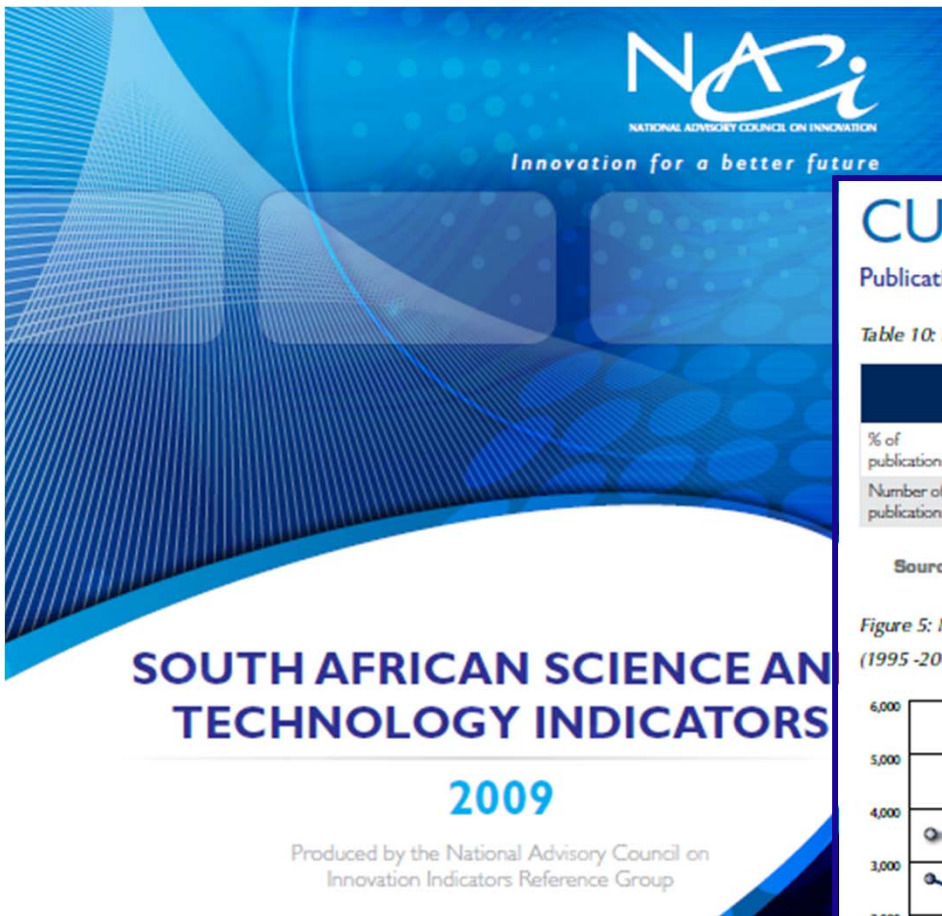 NACi
NATIONAL ADVISORY COUNCIL ON INNOVATION
Innovation for a better future
SOUTH AFRICAN SCIENCE AN
TECHNOLOGY INDICATORS
2009
Produced by the National Advisory Council on
Innovation Indicators Reference Group
CU
Publicat
Table 10:
% of
publication
Number of
publication
Sourc
Figure 5:
(1995 -20
6,000
5,000
4,000
3,000